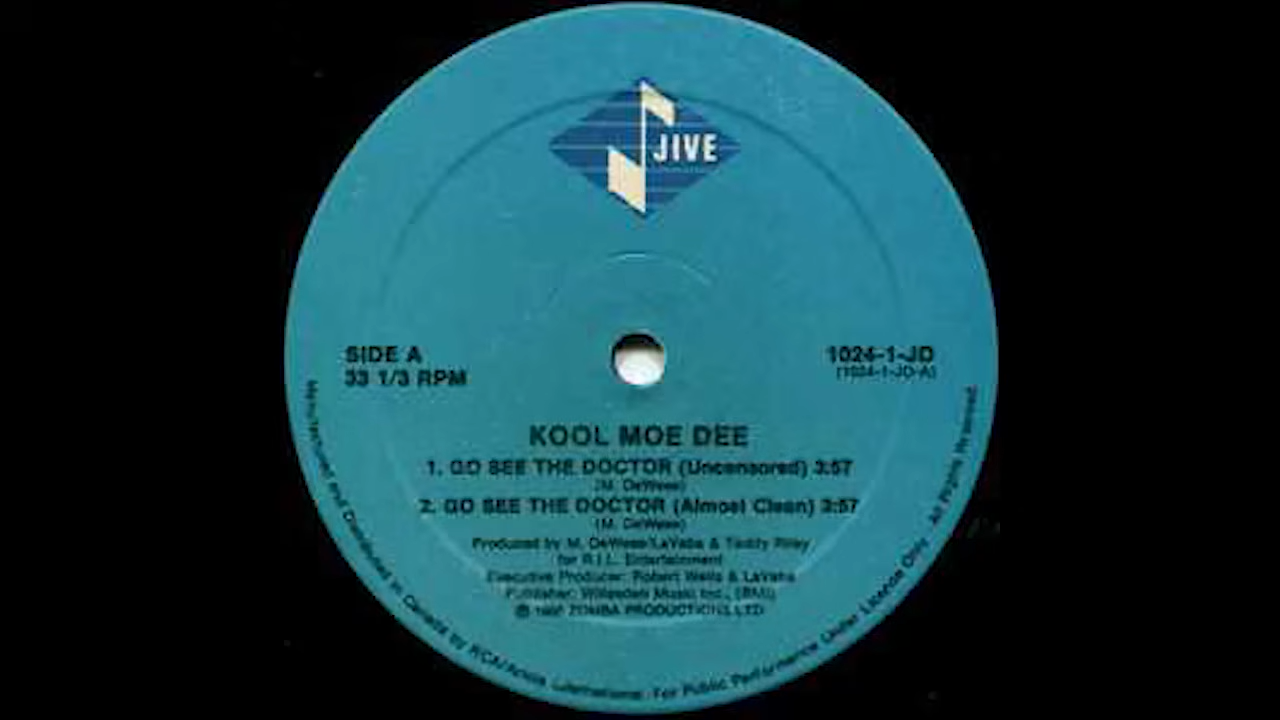 JIVE
SIDE A
33 1/3 RPM
1024-1-JD
(1024-1-JD-A)
KOOL MOE DEE
1. GO SEE THE DOCTOR (Uncensored) 3:57
(M. DeWese)
2. GO SEE THE DOCTOR (Almost Clean) 3:57
(M. DeWese)
Produced by M. DeWese/LaVaba & Teddy Riley
for R.I.L. Entertainment
Executive Producer: Robert Wells & LaVaba
Publisher: Willesden Music Inc., (BMI)
ZOMBA PRODUCTIONS LTD
Manufactured and Distributed in Canada by RCA/Ariola International. For Public Performance Under Licence Only. All Rights Reserved.